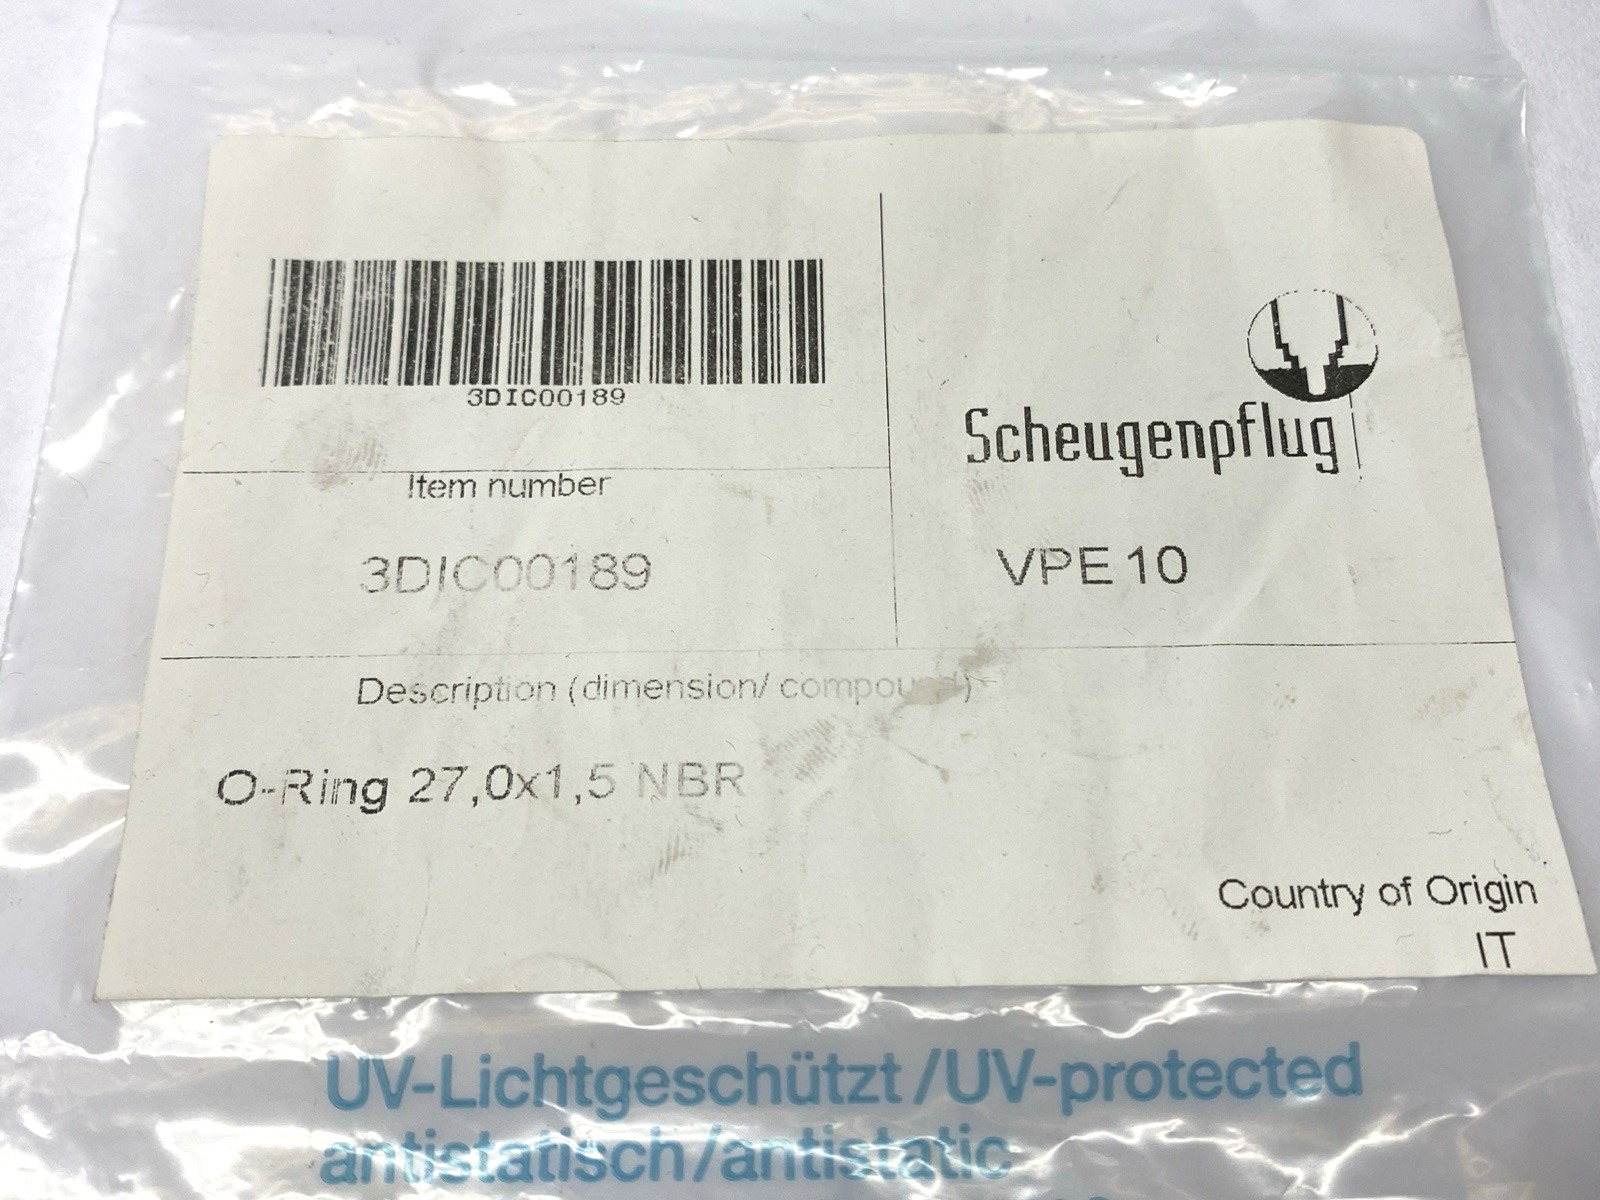 3DIC00189
Item number
3DIC00189
Scheugenpflug
VPE 10
Description (dimension/ compound)
O-Ring 27,0x1,5 NBR
Country of Origin
IT
UV-Lichtgeschützt / UV-protected
antistatisch / antistatic